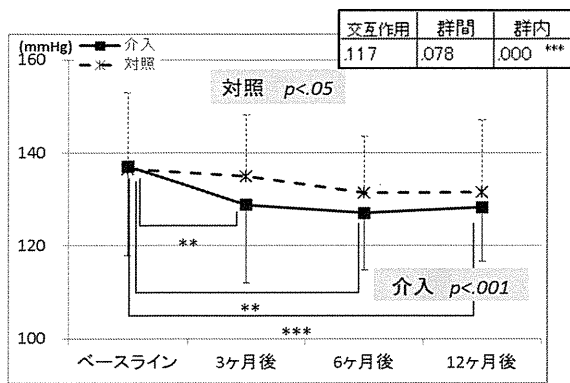 交互作用 群間 群内
.117 .078 .000 ***
(mmHg)
介入
対照
160
対照 p<.05
140
120
**
介入 p<.001
**
100
***
ベースライン 3ヶ月後 6ヶ月後 12ヶ月後